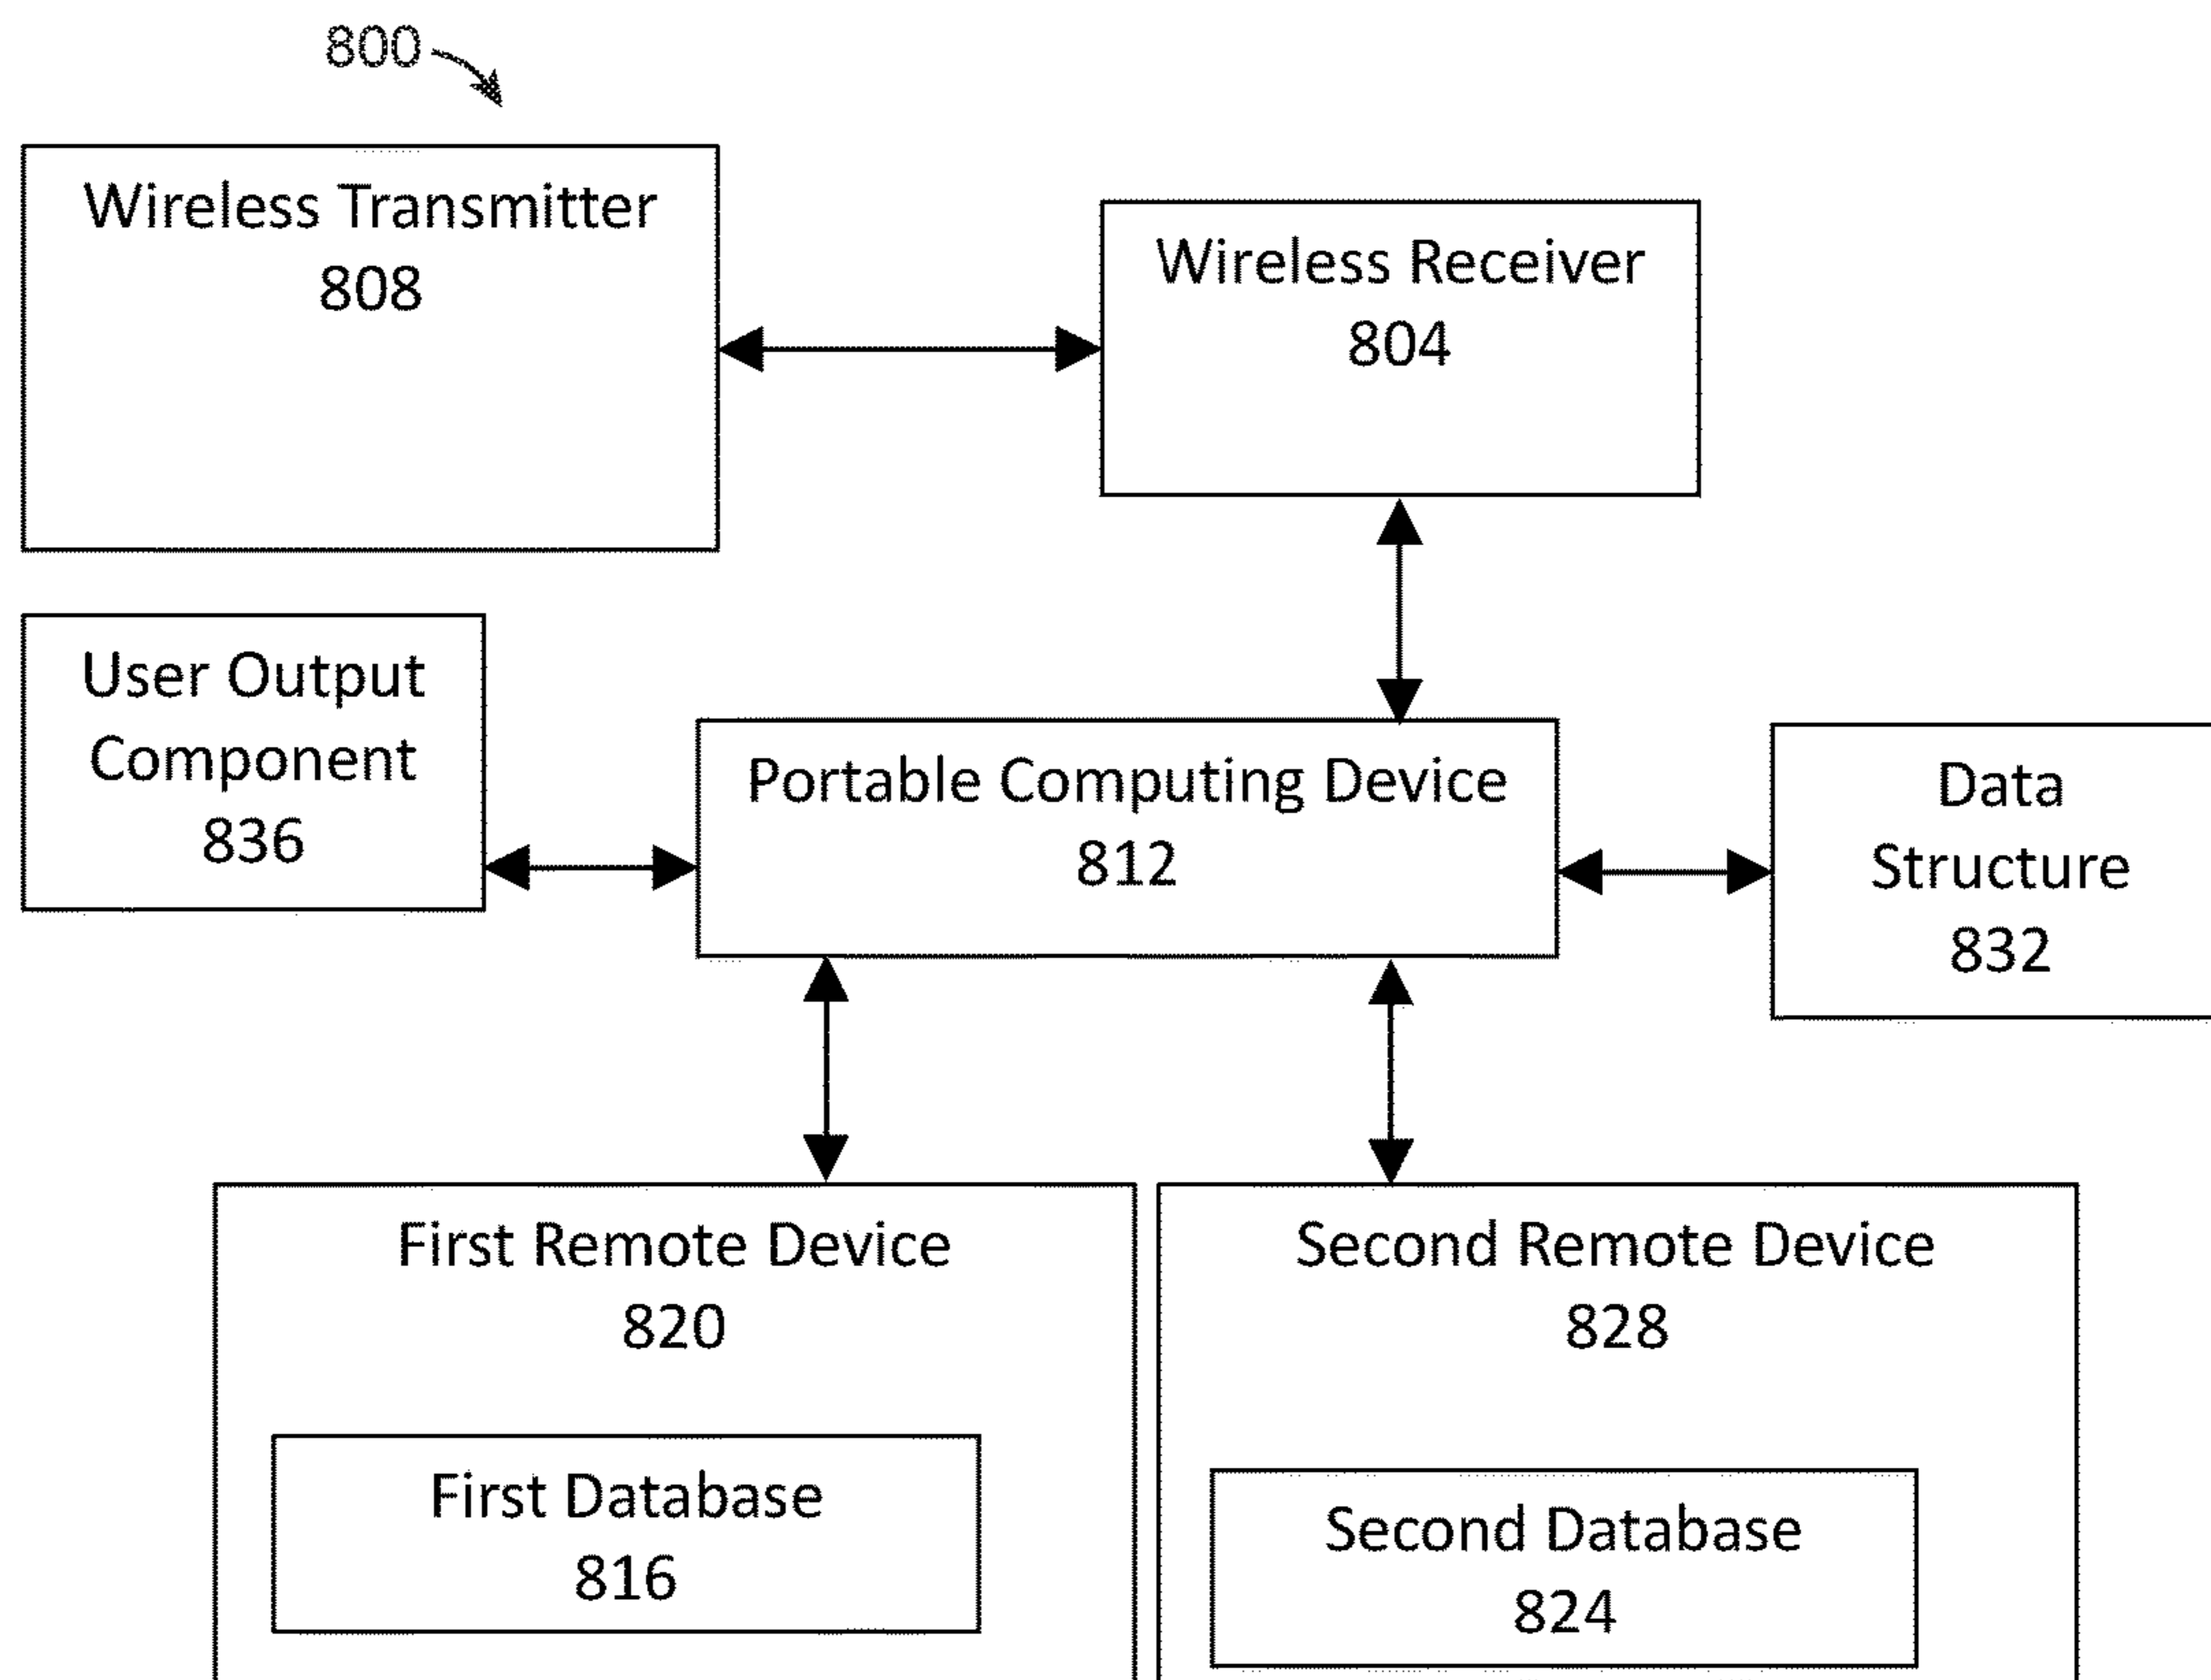 800
Wireless Transmitter
808
Wireless Receiver
804
User Output
Component
836
Portable Computing Device
812
Data
Structure
832
First Remote Device
820
First Database
816
Second Remote Device
828
Second Database
824